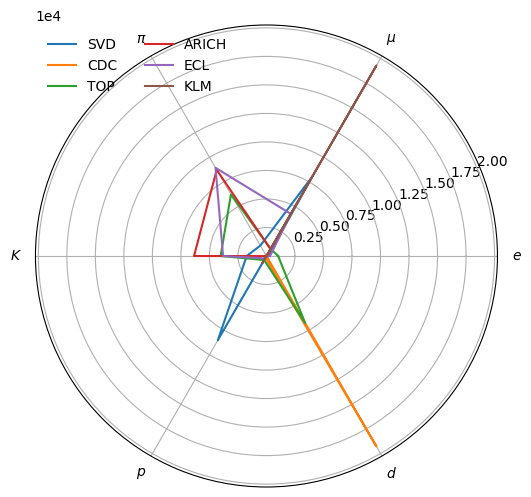 1e4
SVD ARICH
CDC ECL
TOP KLM
π
μ
2.00
1.75
1.50
1.25
1.00
0.75
0.50
0.25
K
e
p
d